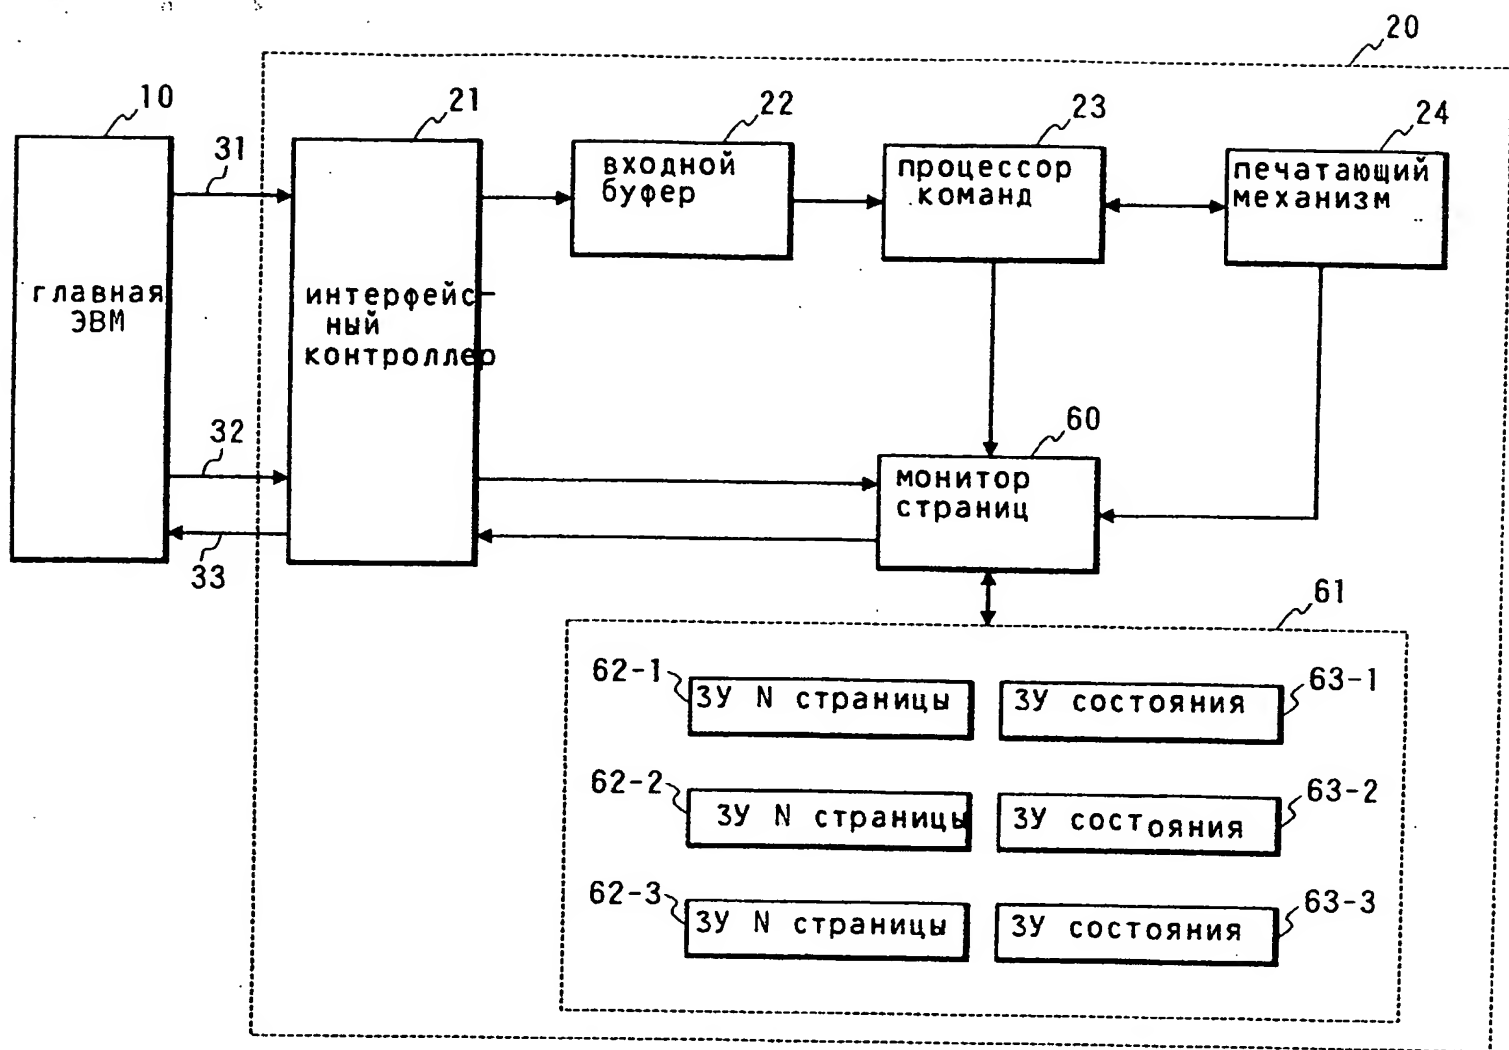 20
10
21
22
23
24
31
входной
буфер
процессор
команд
печатающий
механизм
главная
ЭВМ
интерфейс-
ный
контроллер
32
60
монитор
страниц
33
61
62-1
ЗУ N страницы
ЗУ состояния
63-1
62-2
ЗУ N страницы
ЗУ состояния
63-2
62-3
ЗУ N страницы
ЗУ состояния
63-3